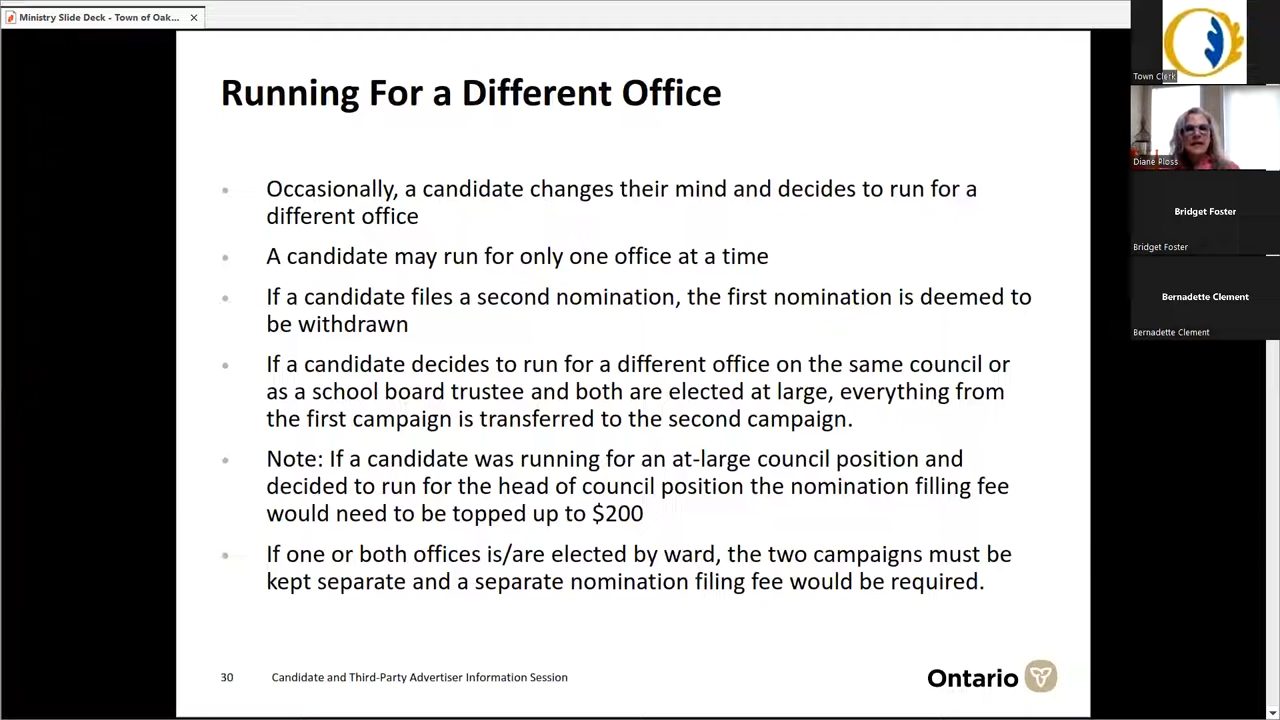 Ministry Slide Deck - Town of Oak...
Running For a Different Office
Occasionally, a candidate changes their mind and decides to run for a
different office
A candidate may run for only one office at a time
If a candidate files a second nomination, the first nomination is deemed to
be withdrawn
If a candidate decides to run for a different office on the same council or
as a school board trustee and both are elected at large, everything from
the first campaign is transferred to the second campaign.
Note: If a candidate was running for an at-large council position and
decided to run for the head of council position the nomination filling fee
would need to be topped up to $200
If one or both offices is/are elected by ward, the two campaigns must be
kept separate and a separate nomination filing fee would be required.
30
Candidate and Third-Party Advertiser Information Session
Ontario
Town Clerk
Diane Ploss
Bridget Foster
Bridget Foster
Bernadette Clement
Bernadette Clement